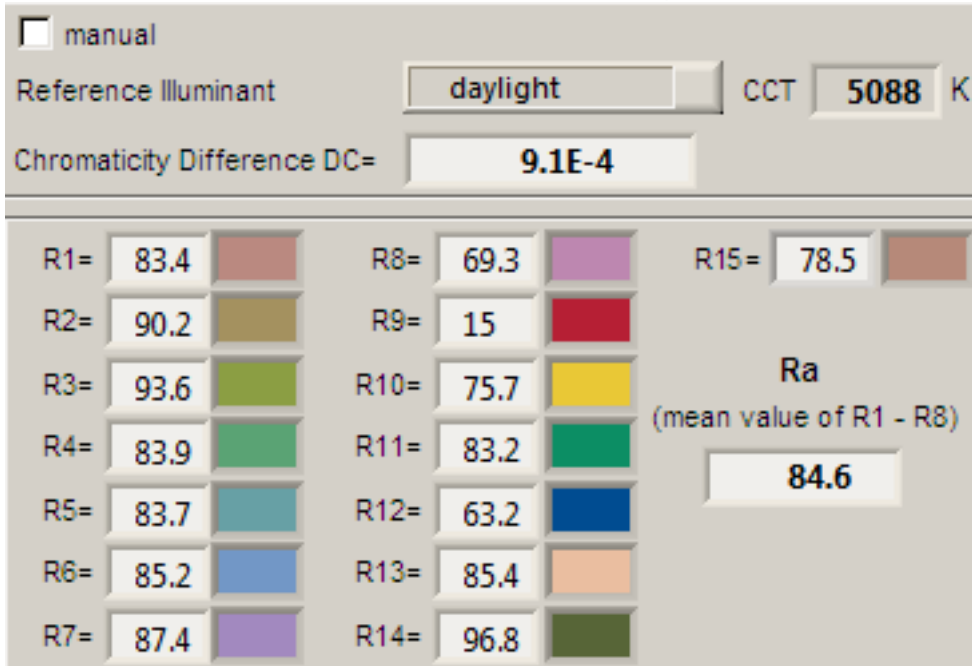 manual
Reference Illuminant daylight CCT 5088 K
Chromaticity Difference DC= 9.1E-4
R1= 83.4 R8= 69.3 R15= 78.5
R2= 90.2 R9= 15
R3= 93.6 R10= 75.7 Ra
(mean value of R1 - R8)
R4= 83.9 R11= 83.2
84.6
R5= 83.7 R12= 63.2
R6= 85.2 R13= 85.4
R7= 87.4 R14= 96.8